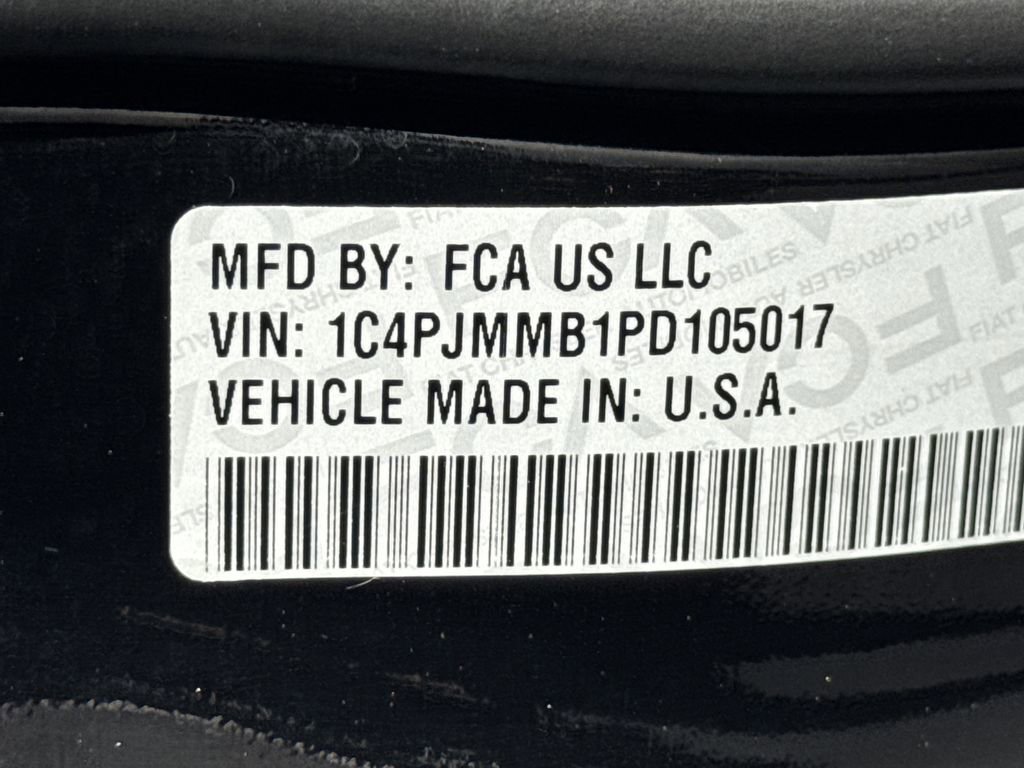 MFD BY: FCA US LLC
VIN: 1C4PJMMB1PD105017
VEHICLE MADE IN: U.S.A.